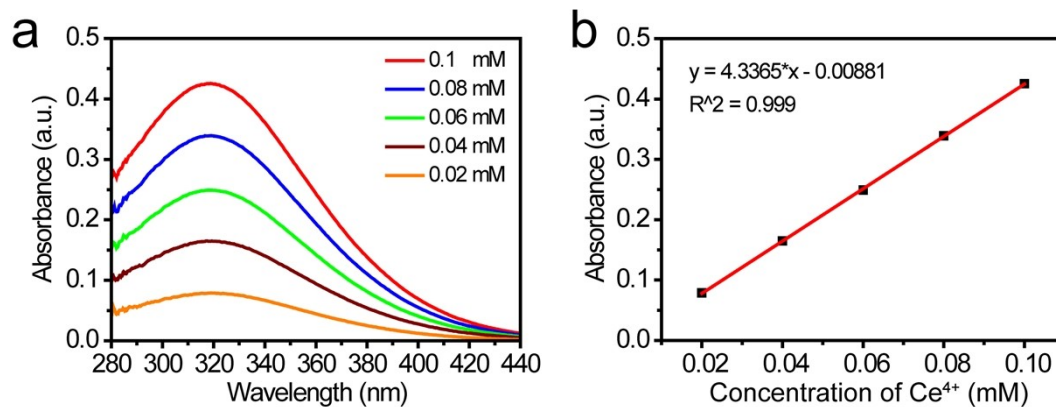 a
0.5
0.4
0.3
0.2
0.1
0.0
Absorbance (a.u.)
280 300 320 340 360 380 400 420 440
Wavelength (nm)
0.1 mM
0.08 mM
0.06 mM
0.04 mM
0.02 mM
b
0.5
0.4
0.3
0.2
0.1
0.0
Absorbance (a.u.)
y = 4.3365*x - 0.00881
R^2 = 0.999
0.02 0.04 0.06 0.08 0.10
Concentration of Ce⁴⁺ (mM)